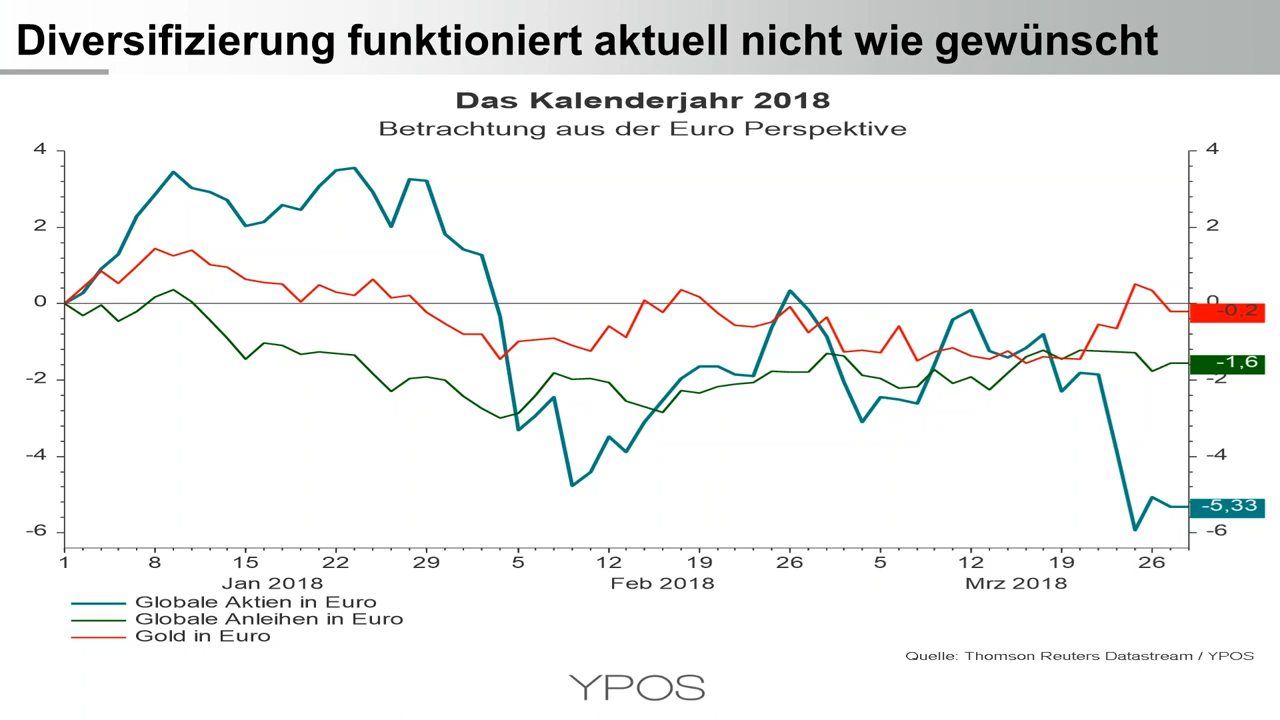 Diversifizierung funktioniert aktuell nicht wie gewünscht
Das Kalenderjahr 2018
Betrachtung aus der Euro Perspektive
4 4
2 2
0 0
-0,2
-1,6
-2 -2
-4 -4
-5,33
-6 -6
1 8 15 22 29 5 12 19 26 5 12 19 26
Jan 2018 Feb 2018 Mrz 2018
Globale Aktien in Euro
Globale Anleihen in Euro
Gold in Euro
Quelle: Thomson Reuters Datastream / YPOS
YPOS